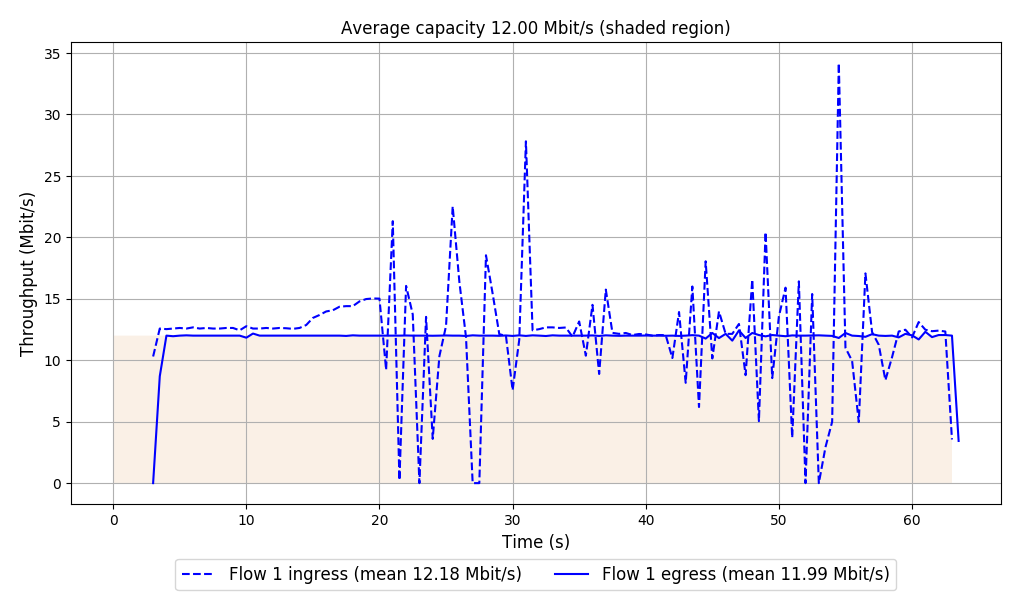 Average capacity 12.00 Mbit/s (shaded region)
35
30
25
20
15
10
5
0
Throughput (Mbit/s)
0 10 20 30 40 50 60
Time (s)
Flow 1 ingress (mean 12.18 Mbit/s) Flow 1 egress (mean 11.99 Mbit/s)